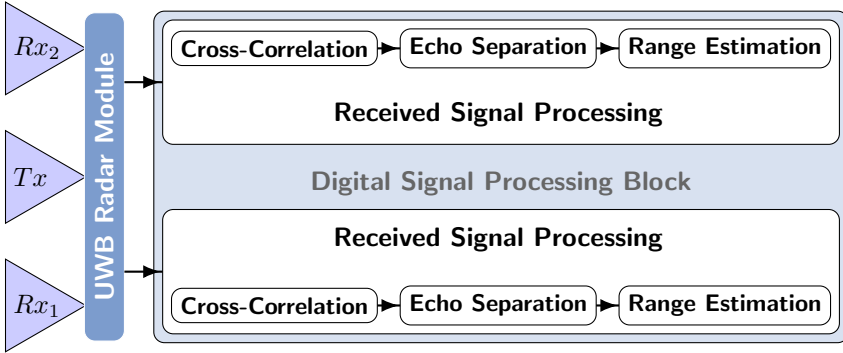 Rx2
Tx
Rx1
UWB Radar Module
Cross-Correlation
Echo Separation
Range Estimation
Received Signal Processing
Digital Signal Processing Block
Received Signal Processing
Cross-Correlation
Echo Separation
Range Estimation